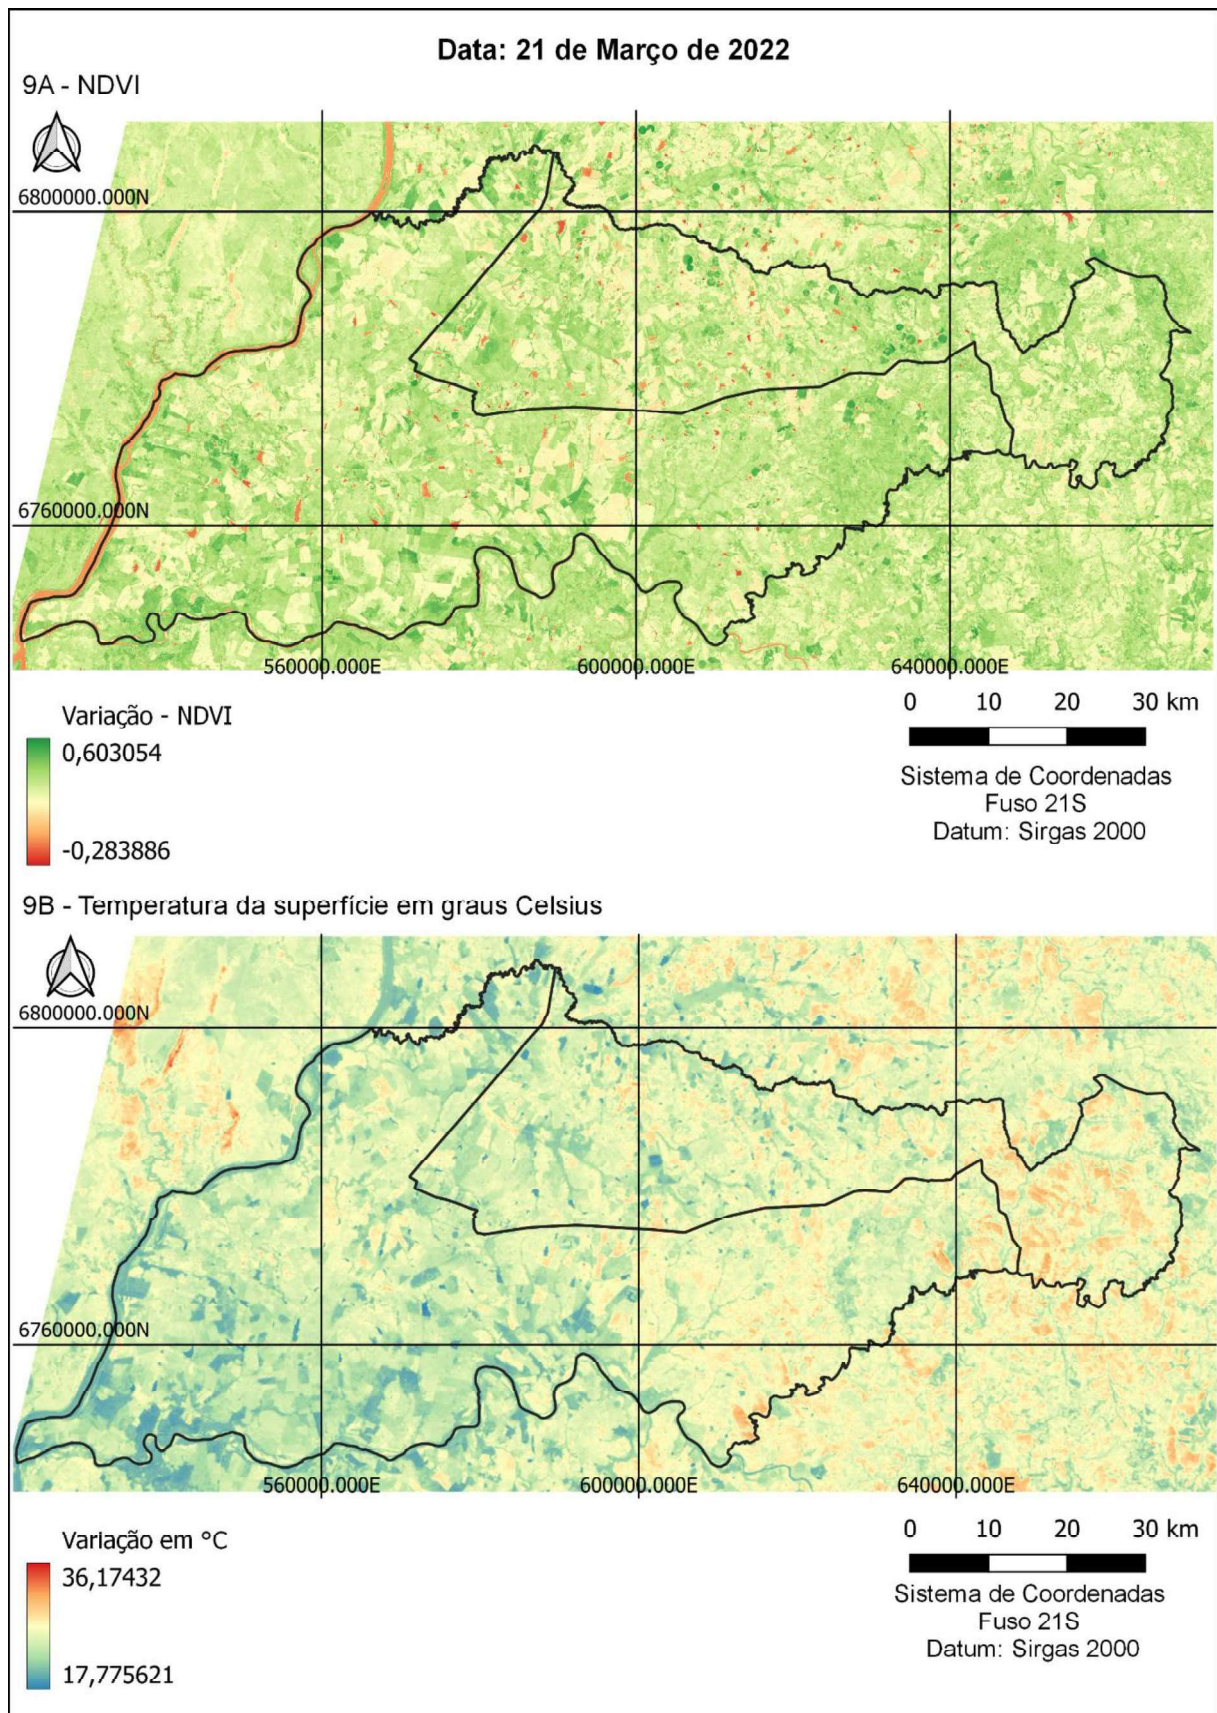 Data: 21 de Março de 2022
9A - NDVI
6800000.000N
6760000.000N
560000.000E
600000.000E
640000.000E
Variação - NDVI
0,603054
-0,283886
0 10 20 30 km
Sistema de Coordenadas
Fuso 21S
Datum: Sirgas 2000
9B - Temperatura da superfície em graus Celsius
6800000.000N
6760000.000N
560000.000E
600000.000E
640000.000E
Variação em °C
36,17432
17,775621
0 10 20 30 km
Sistema de Coordenadas
Fuso 21S
Datum: Sirgas 2000